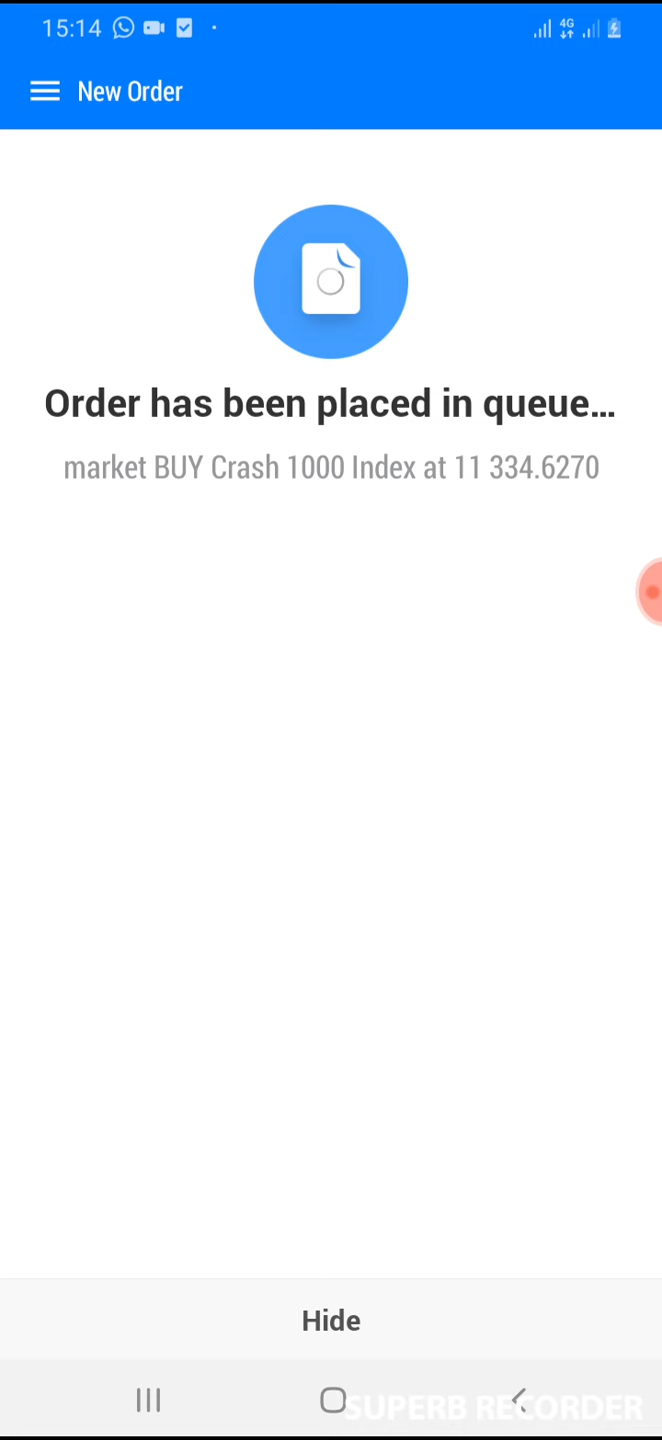 15:14
4G
New Order
Order has been placed in queue...
market BUY Crash 1000 Index at 11 334.6270
Hide
SUPERB RECORDER